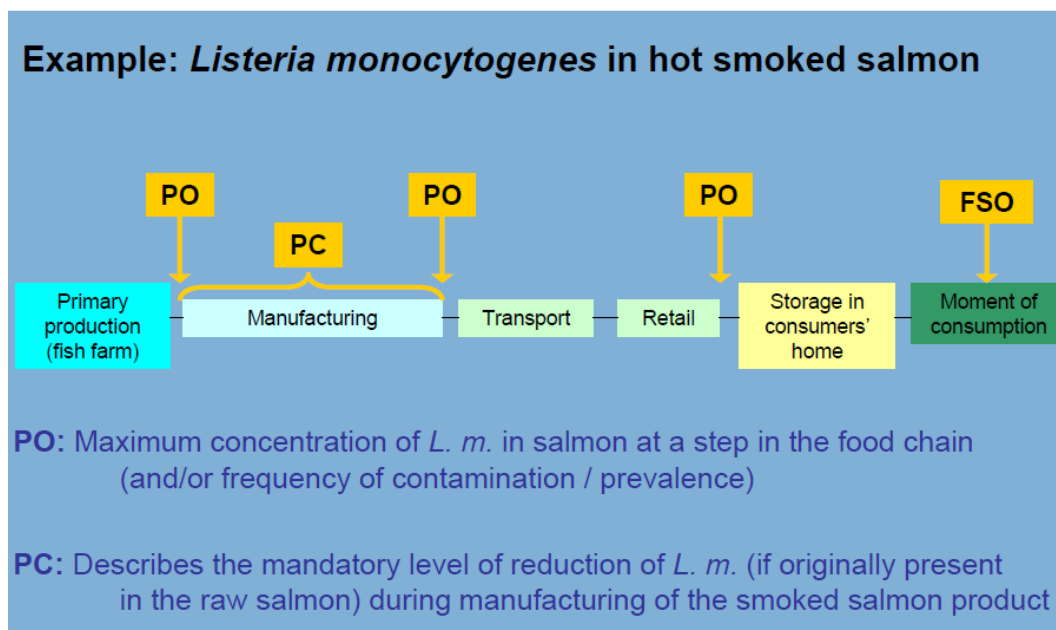 Example: Listeria monocytogenes in hot smoked salmon
PO
PO
PO
FSO
PC
Primary
production
(fish farm)
Manufacturing
Transport
Retail
Storage in
consumers'
home
Moment of
consumption
PO: Maximum concentration of L. m. in salmon at a step in the food chain
(and/or frequency of contamination / prevalence)
PC: Describes the mandatory level of reduction of L. m. (if originally present
in the raw salmon) during manufacturing of the smoked salmon product